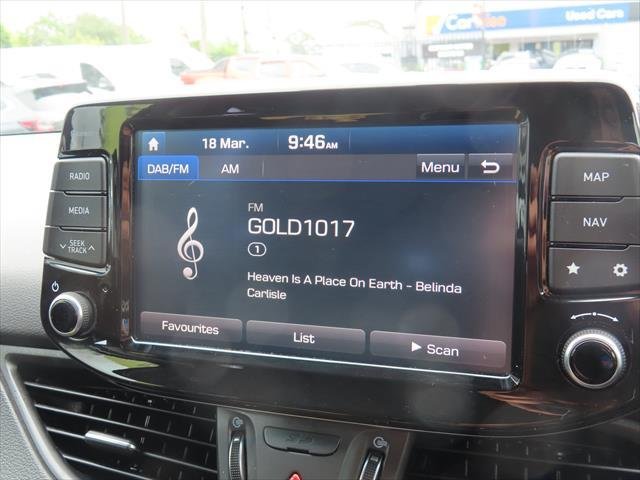 Used Cars
18 Mar. 9:46AM
DAB/FM AM Menu
FM
GOLD1017
1
Heaven Is A Place On Earth - Belinda
Carlisle
Favourites List Scan
RADIO
MEDIA
SEEK
TRACK
MAP
NAV